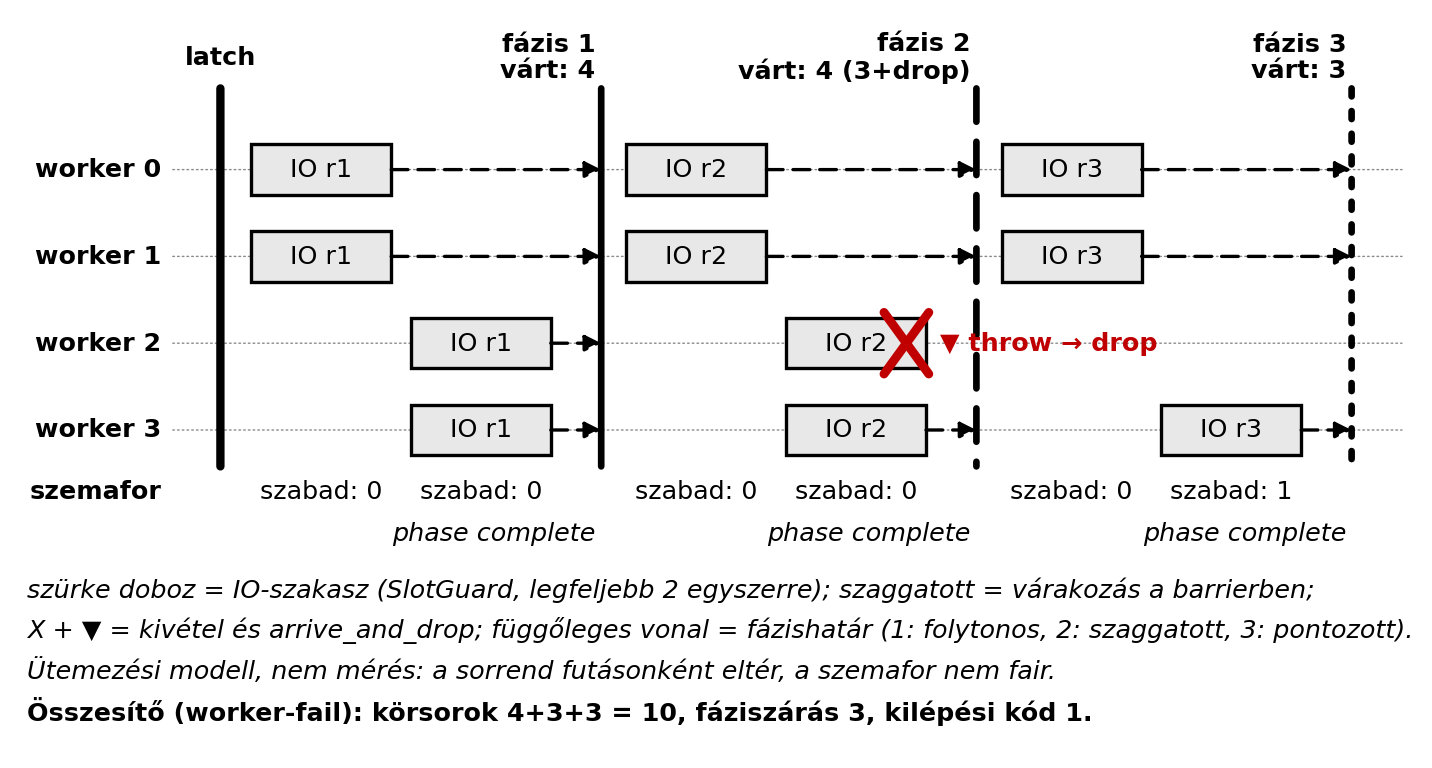 latch
fázis 1
várt: 4
fázis 2
várt: 4 (3+drop)
fázis 3
várt: 3
worker 0
IO r1
IO r2
IO r3
worker 1
IO r1
IO r2
IO r3
worker 2
IO r1
IO r2
▼ throw → drop
worker 3
IO r1
IO r2
IO r3
szemafor
szabad: 0
szabad: 0
szabad: 0
szabad: 0
szabad: 0
szabad: 1
phase complete
phase complete
phase complete
szürke doboz = IO-szakasz (SlotGuard, legfeljebb 2 egyszerre); szaggatott = várakozás a barrierben;
X + ▼ = kivétel és arrive_and_drop; függőleges vonal = fázishatár (1: folytonos, 2: szaggatott, 3: pontozott).
Ütemezési modell, nem mérés: a sorrend futásonként eltér, a szemafor nem fair.
Összesítő (worker-fail): körsorok 4+3+3 = 10, fáziszárás 3, kilépési kód 1.